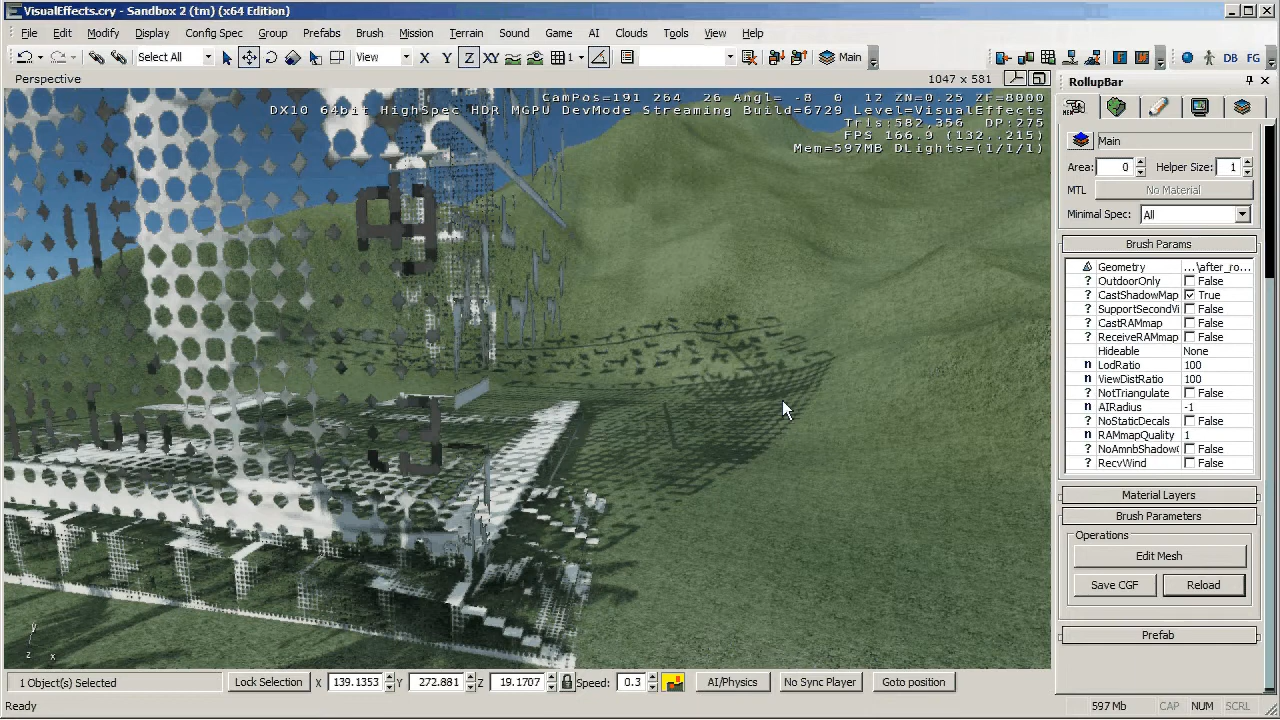 VisualEffects.cry - Sandbox 2 (tm) (x64 Edition)
File Edit Modify Display Config Spec Group Prefabs Brush Mission Terrain Sound Game AI Clouds Tools View Help
Select All View X Y Z XY 1 Main DB FG
Perspective 1047 x 581
CamPos=191 264 26 Angl= -8 0 12 ZN=0.25 ZF=8000
DX10 64bit HighSpec HDR MGPU DevMode Streaming Build=6729 Level=VisualEffects
Tris:582,356 DP:275
FPS 166.9 (132..215)
Mem=597MB DLights=(1/1/1)
y
z x
RollupBar
NEW
Main
Area: 0 Helper Size: 1
MTL No Material
Minimal Spec: All
Brush Params
Geometry ...\after_ro...
? OutdoorOnly False
? CastShadowMap True
? SupportSecondVi False
? CastRAMmap False
? ReceiveRAMmap False
Hideable None
n LodRatio 100
n ViewDistRatio 100
? NotTriangulate False
n AIRadius -1
? NoStaticDecals False
n RAMmapQuality 1
? NoAmnbShadow False
? RecvWind False
Material Layers
Brush Parameters
Operations
Edit Mesh
Save CGF Reload
Prefab
1 Object(s) Selected Lock Selection X 139.1353 Y 272.881 Z 19.1707 Speed: 0.3 AI/Physics No Sync Player Goto position
Ready 597 Mb CAP NUM SCRL